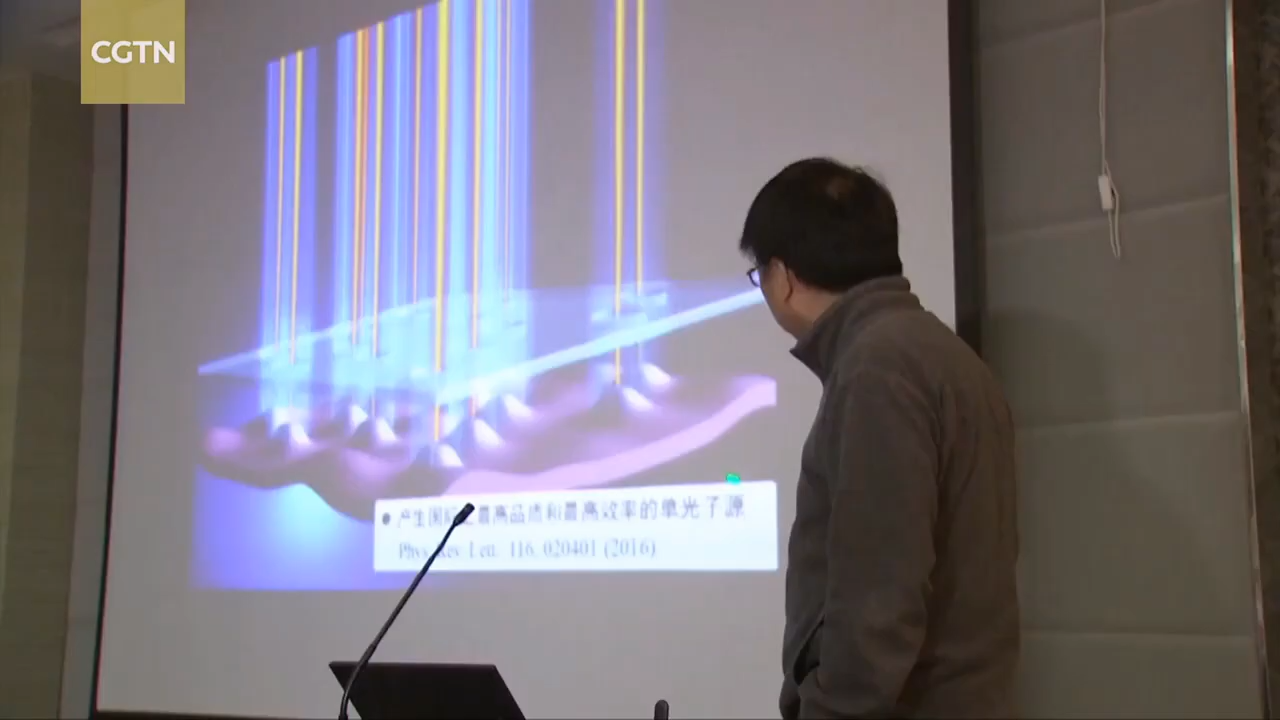 CGTN
● 产生国际上最高品质和最高效率的单光子源
Phys. Rev. Lett. 116, 020401 (2016)